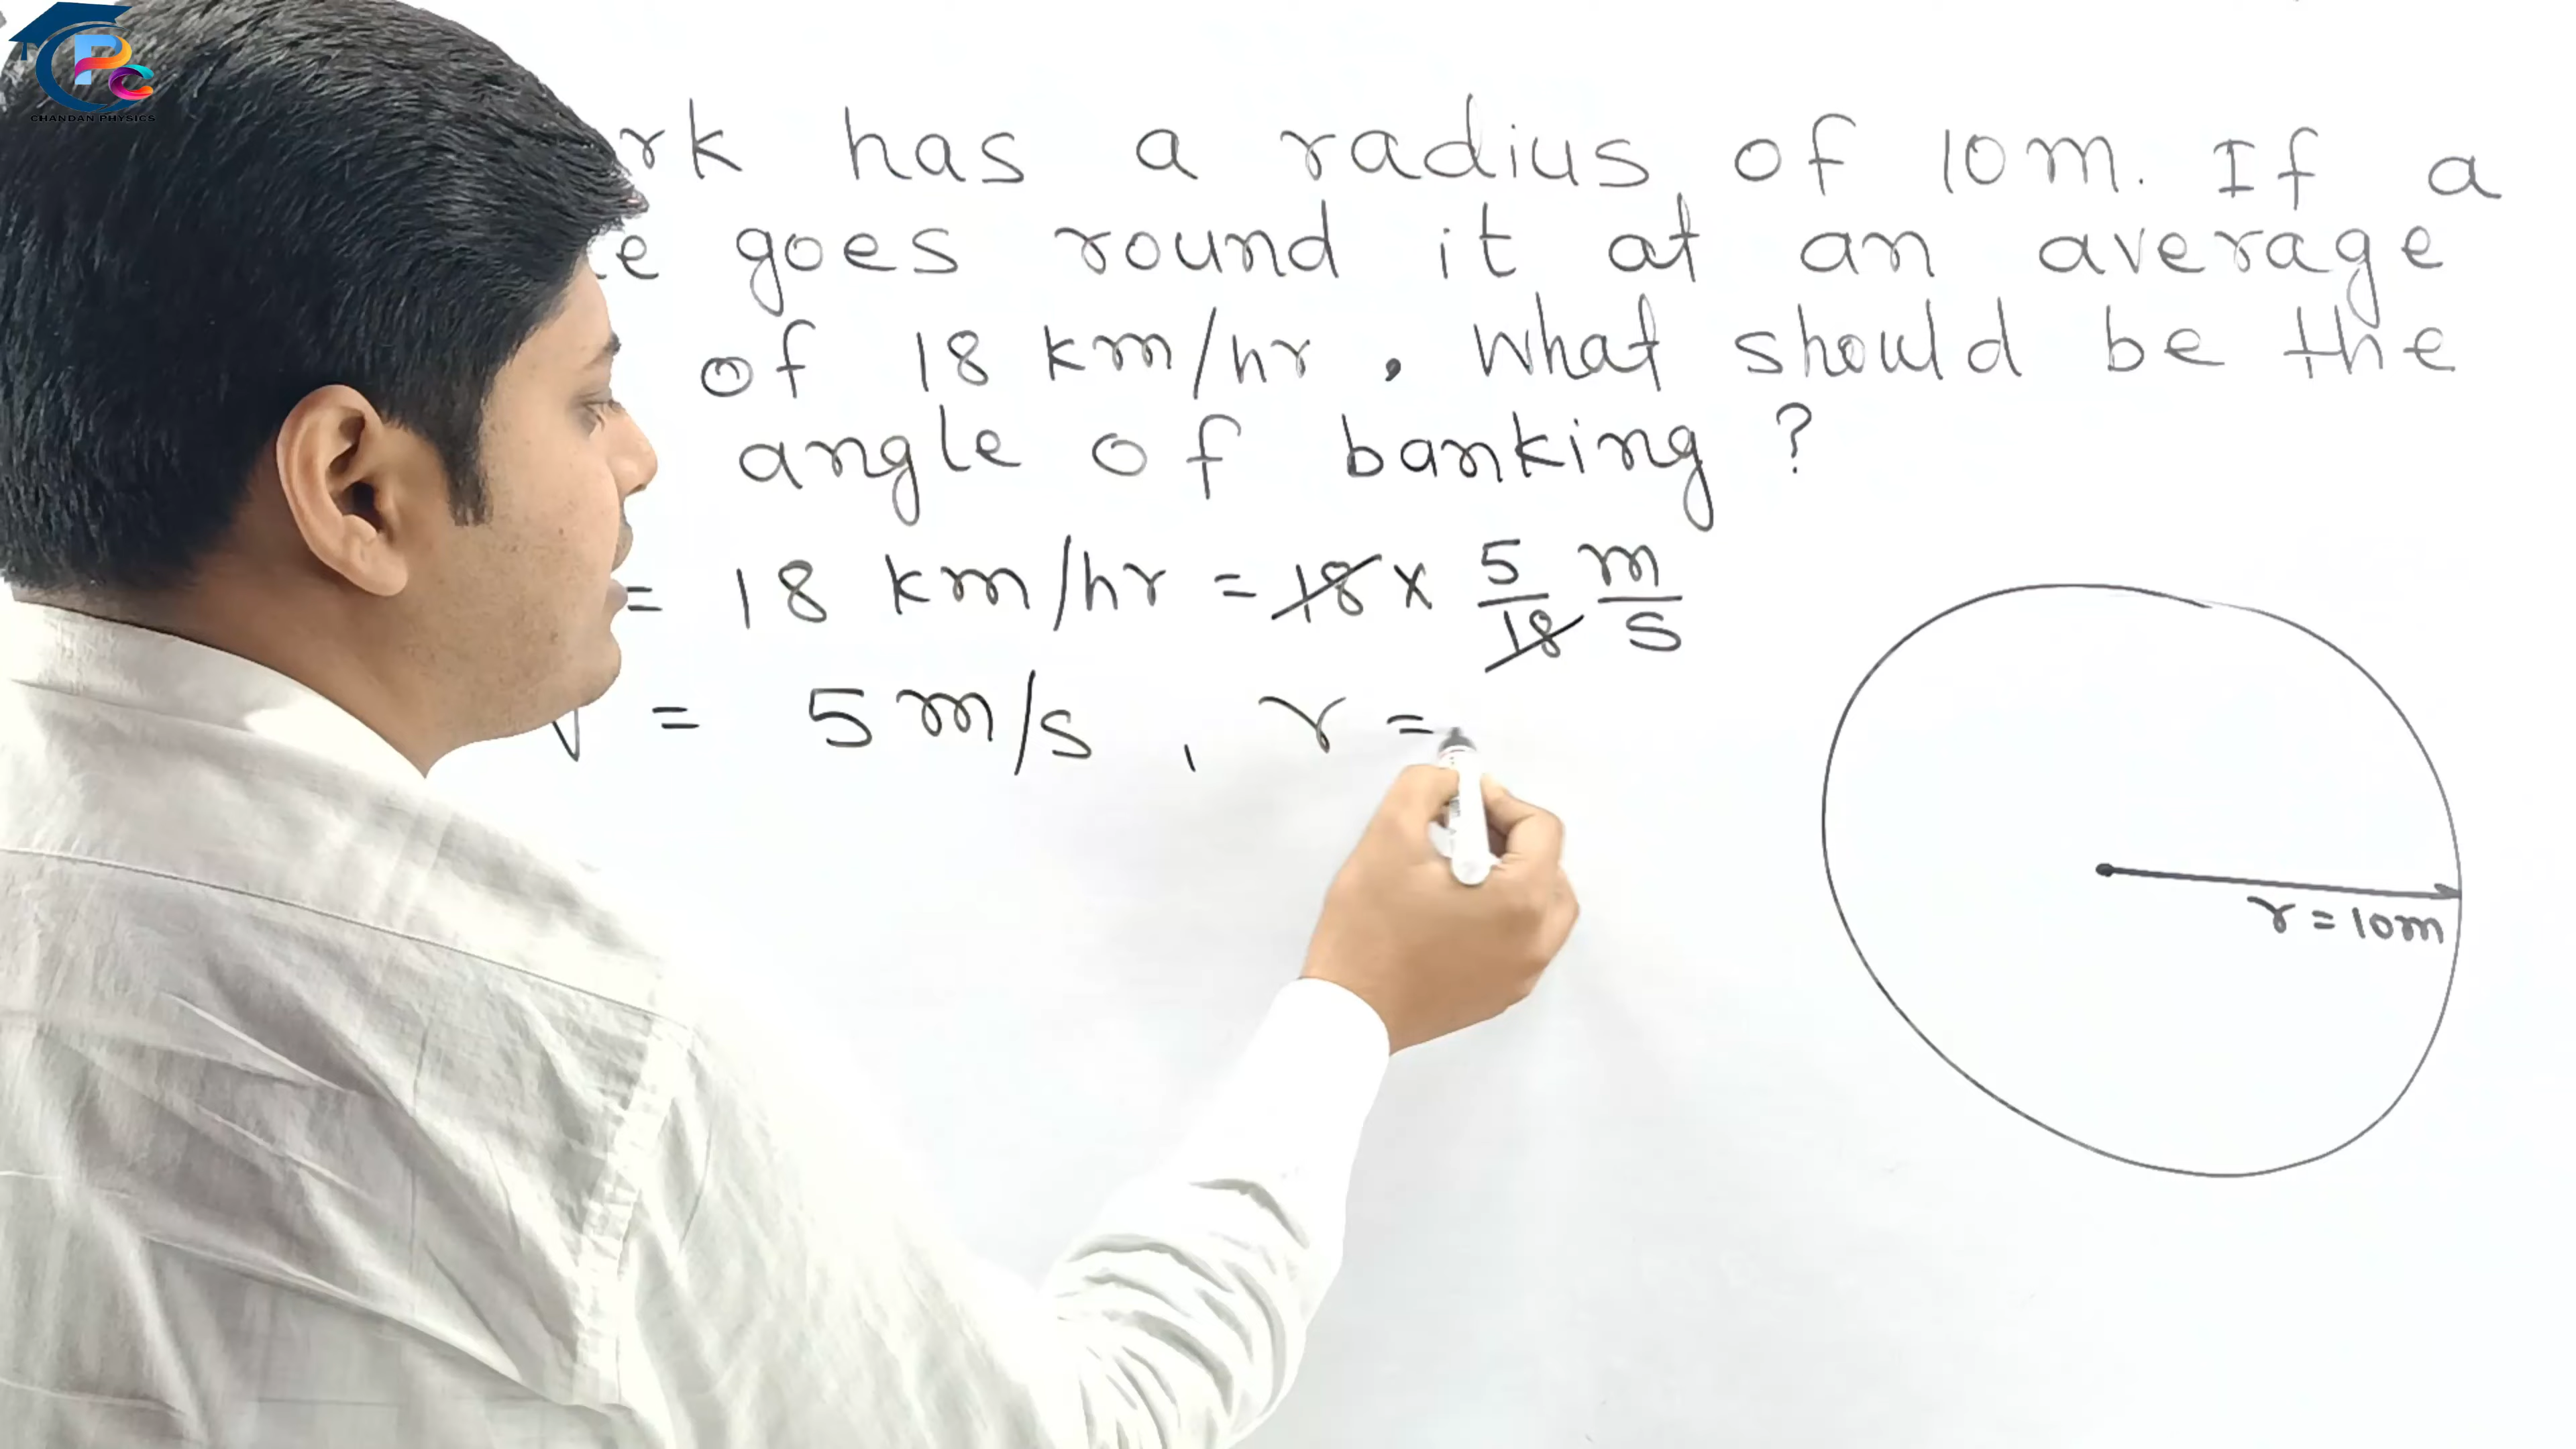 CHANDAN PHYSICS
rk has a radius of 10m. If a
e goes round it at an average
of 18 km/hr. What should be the
angle of banking ?
= 18 km/hr = 18 x 5/18 m/s
V = 5 m/s , r =
r = 10m